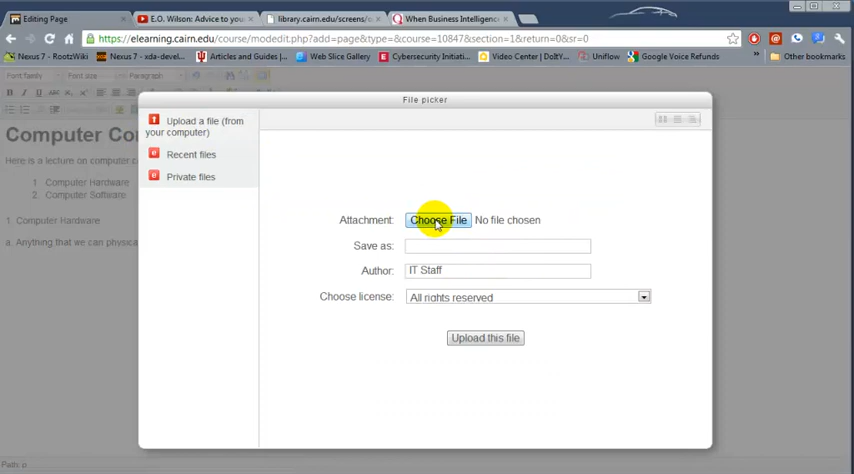 Editing Page
E.O. Wilson: Advice to your
library.cairn.edu/screens/c
When Business Intelligence
https://elearning.cairn.edu/course/modedit.php?add=page&type=&course=10847&section=1&return=0&sr=0
Nexus 7 - RootzWiki Nexus 7 - xda-devel Articles and Guides |... Web Slice Gallery Cybersecurity Initiati... Video Center | DoItY... Uniflow Google Voice Refunds » Other bookmarks
Font family Font size Paragraph
File picker
Upload a file (from
your computer)
Recent files
Private files
Computer Co
Here is a lecture on computer c
1. Computer Hardware
2. Computer Software
1. Computer Hardware
a. Anything that we can physica
Attachment: Choose File No file chosen
Save as:
Author: IT Staff
Choose license: All rights reserved
Upload this file
Path: p